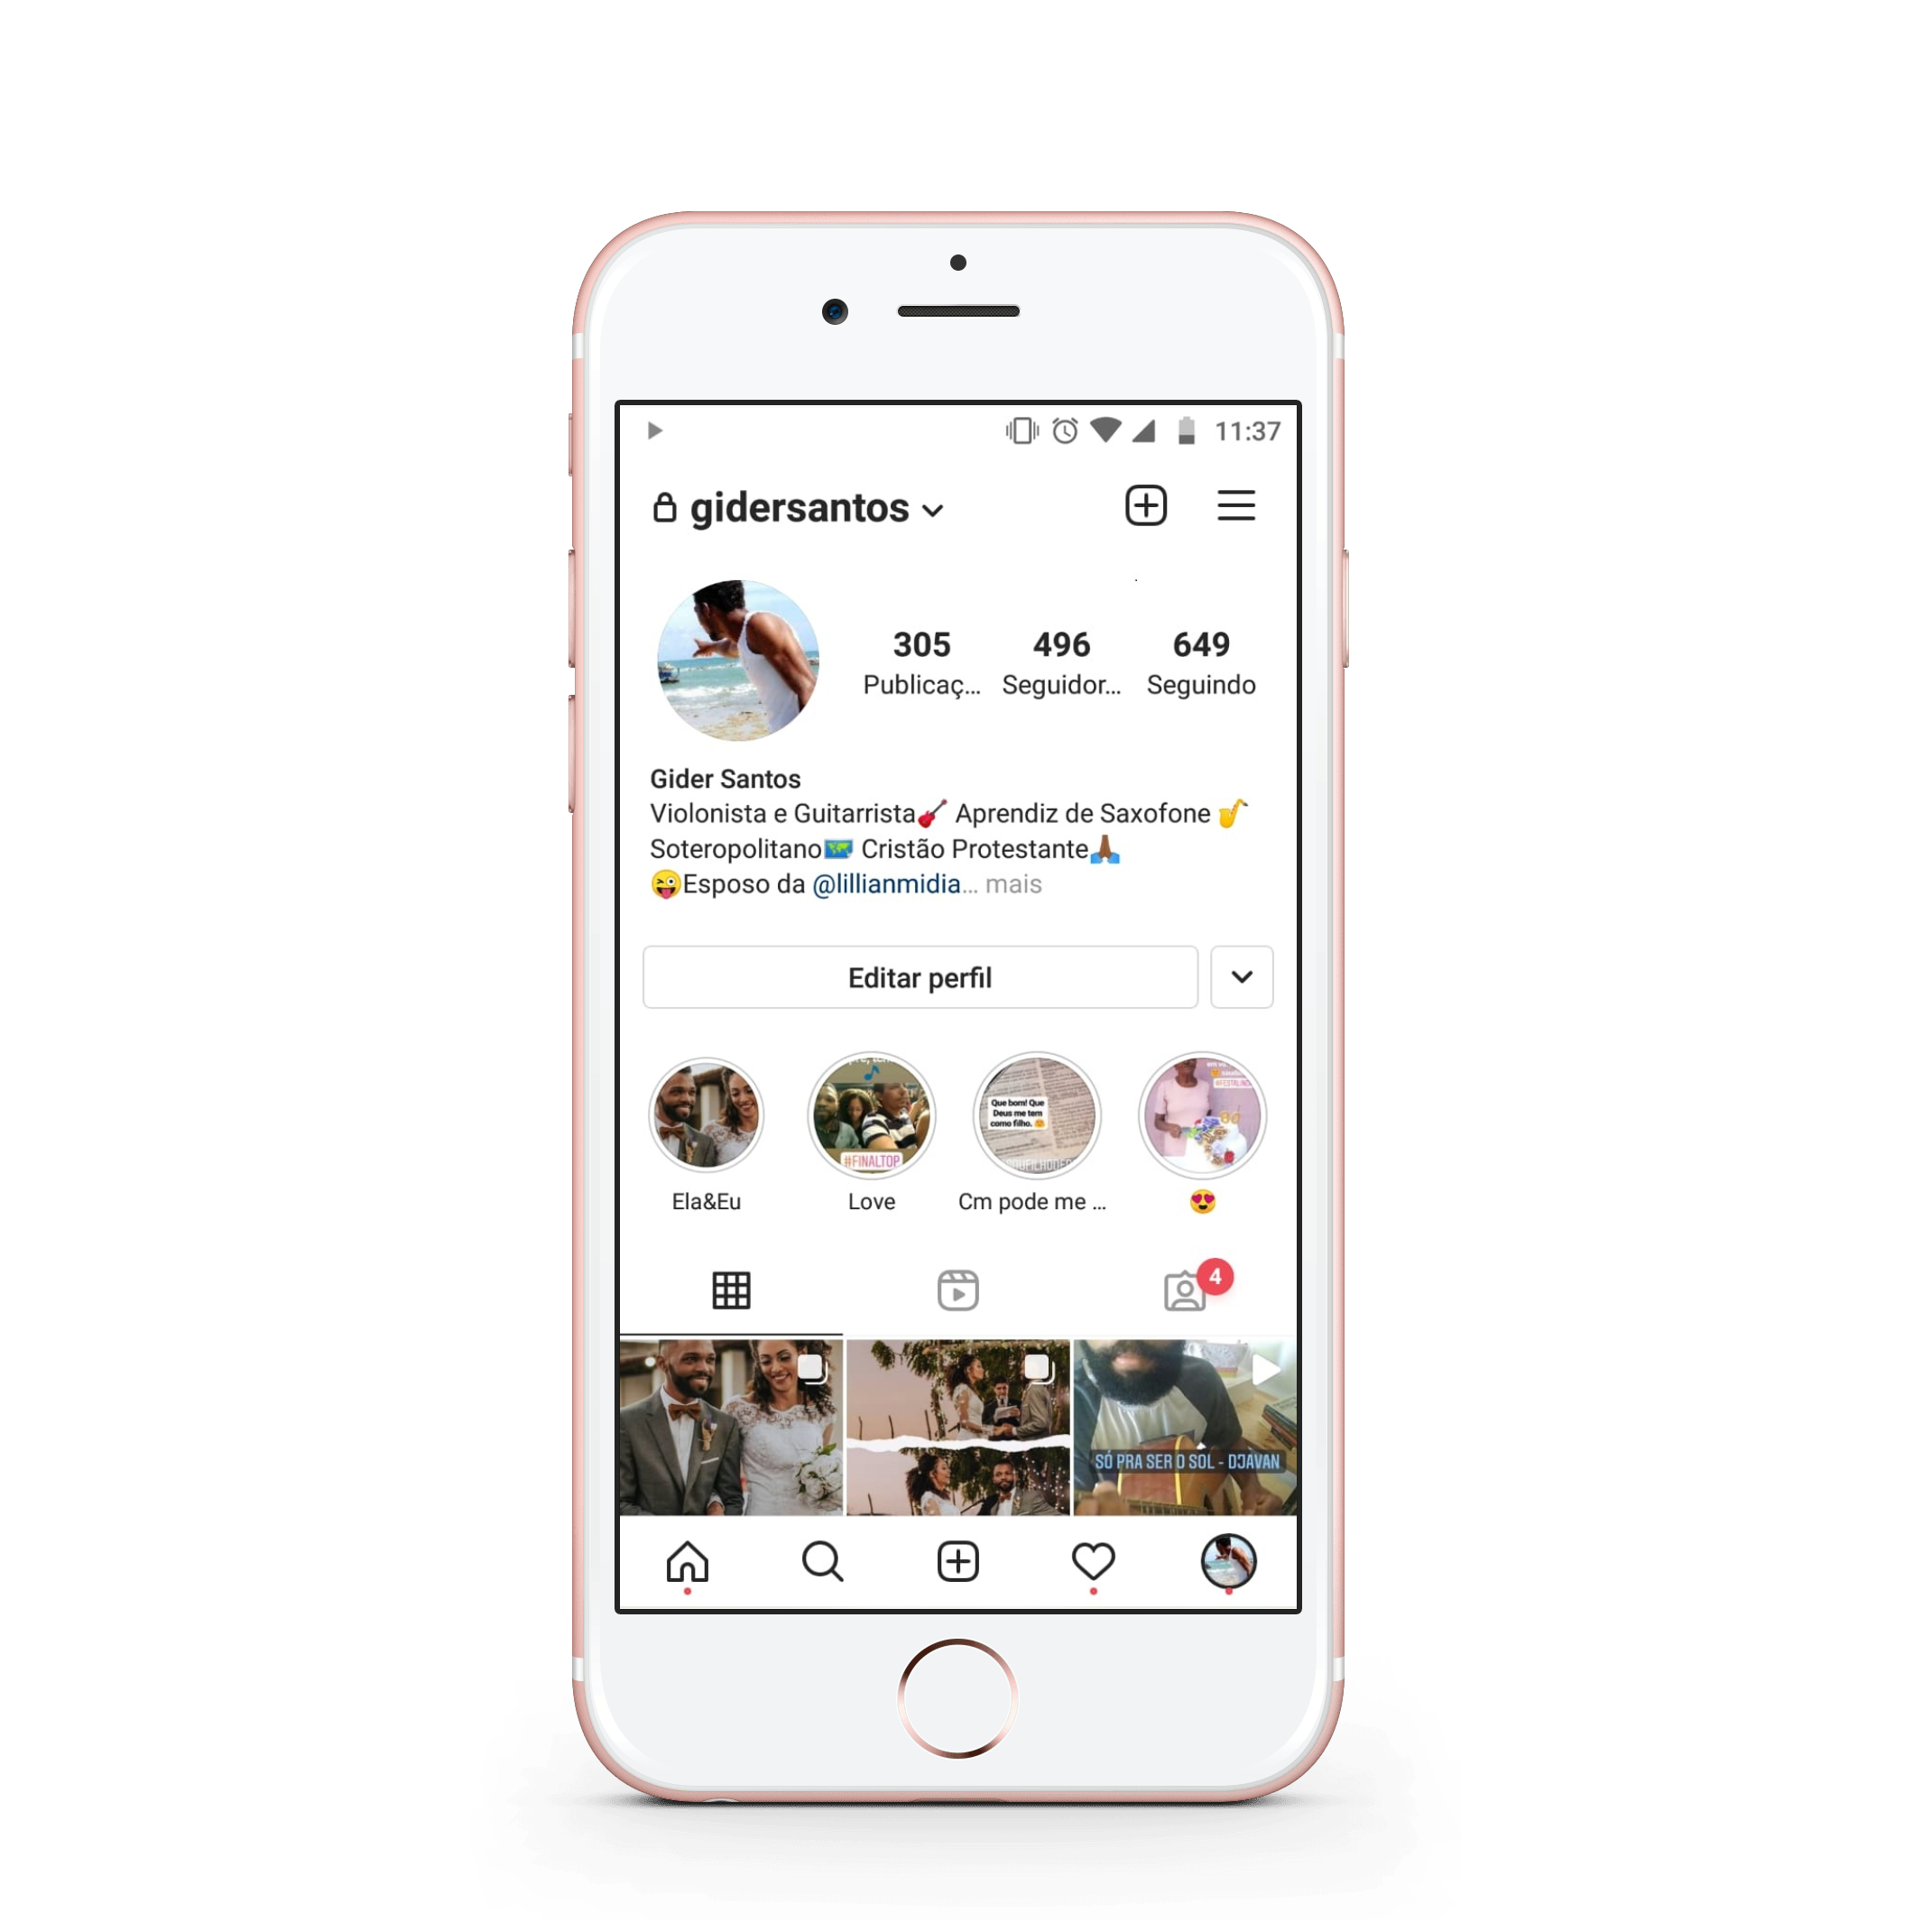 11:37
gidersantos
305 496 649
Publicaç... Seguidor... Seguindo
Gider Santos
Violonista e Guitarrista🎸 Aprendiz de Saxofone 🎷
Soteropolitano🗺️ Cristão Protestante🙏🏾
😜Esposo da @lillianmidia... mais
Editar perfil
Que bom! Que
Deus me tem
como filho. 🤗
80
#FINALTOP
Ela&Eu Love Cm pode me ... 😍
4
SÓ PRA SER O SOL - DJAVAN